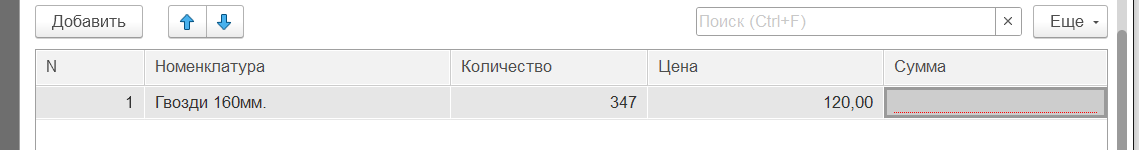 Добавить Поиск (Ctrl+F) × Еще
N Номенклатура Количество Цена Сумма
1 Гвозди 160мм. 347 120,00